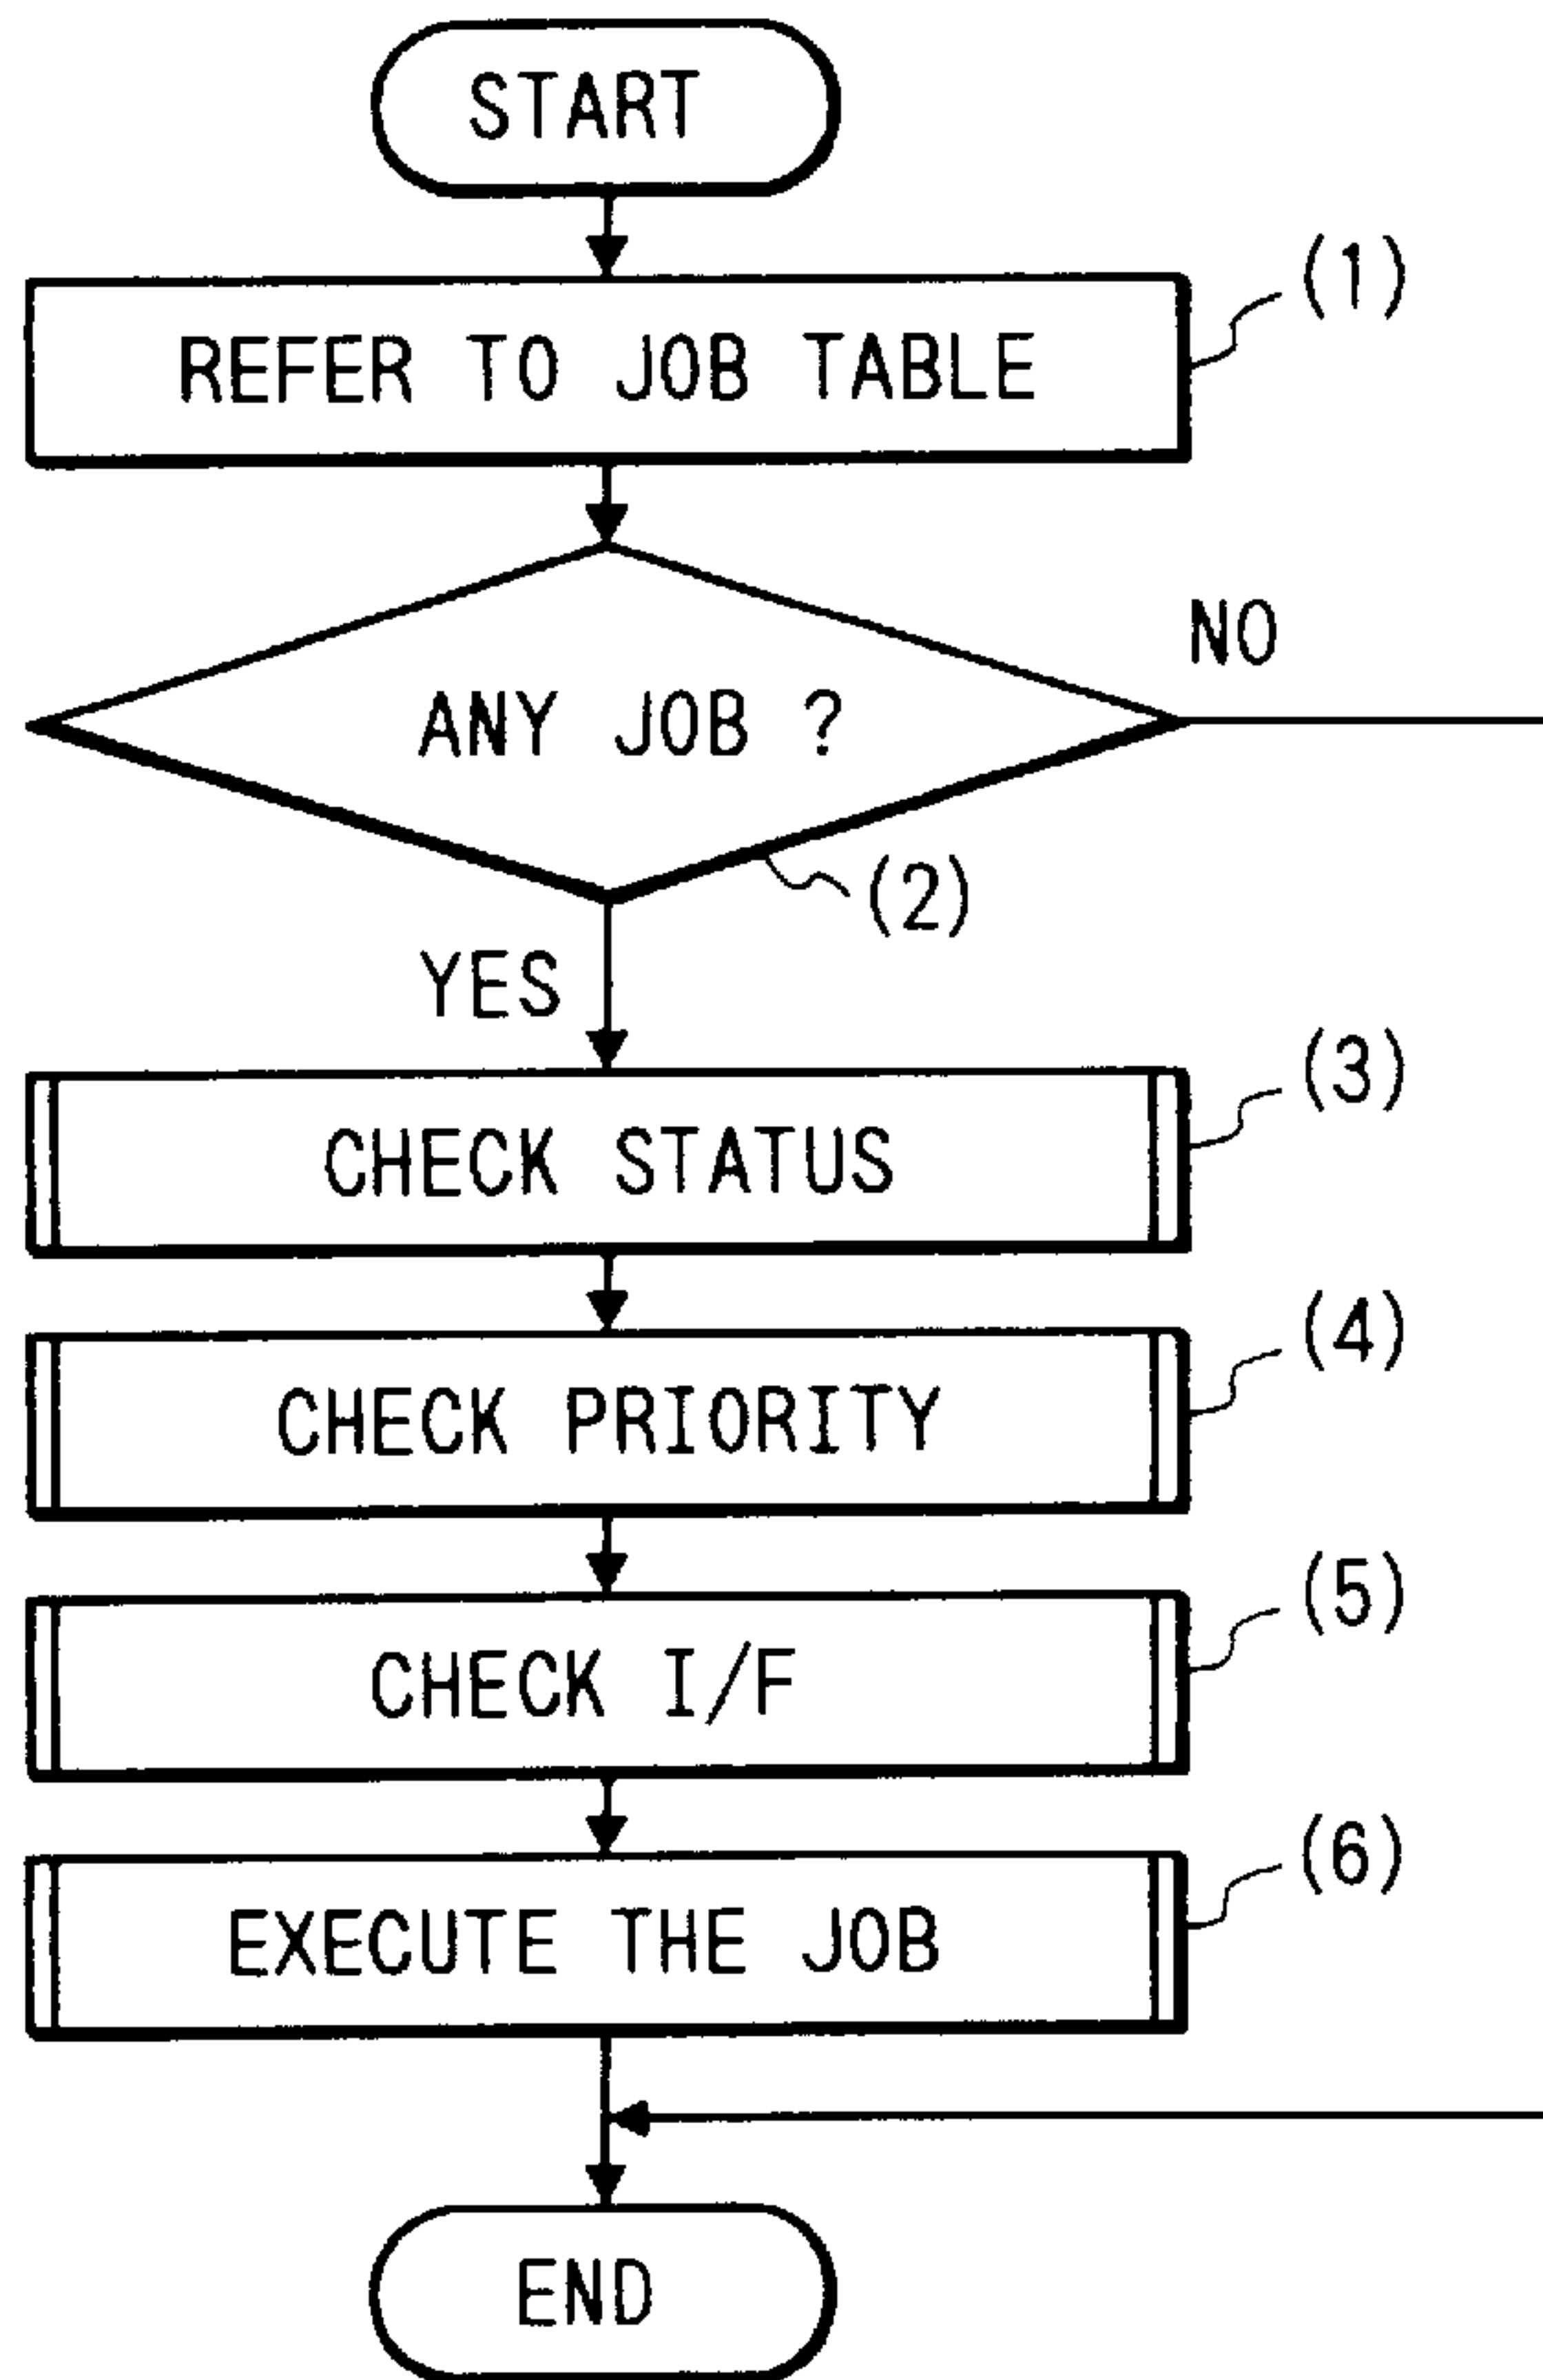 START
(1)
REFER TO JOB TABLE
NO
ANY JOB ?
(2)
YES
(3)
CHECK STATUS
(4)
CHECK PRIORITY
(5)
CHECK I/F
(6)
EXECUTE THE JOB
END